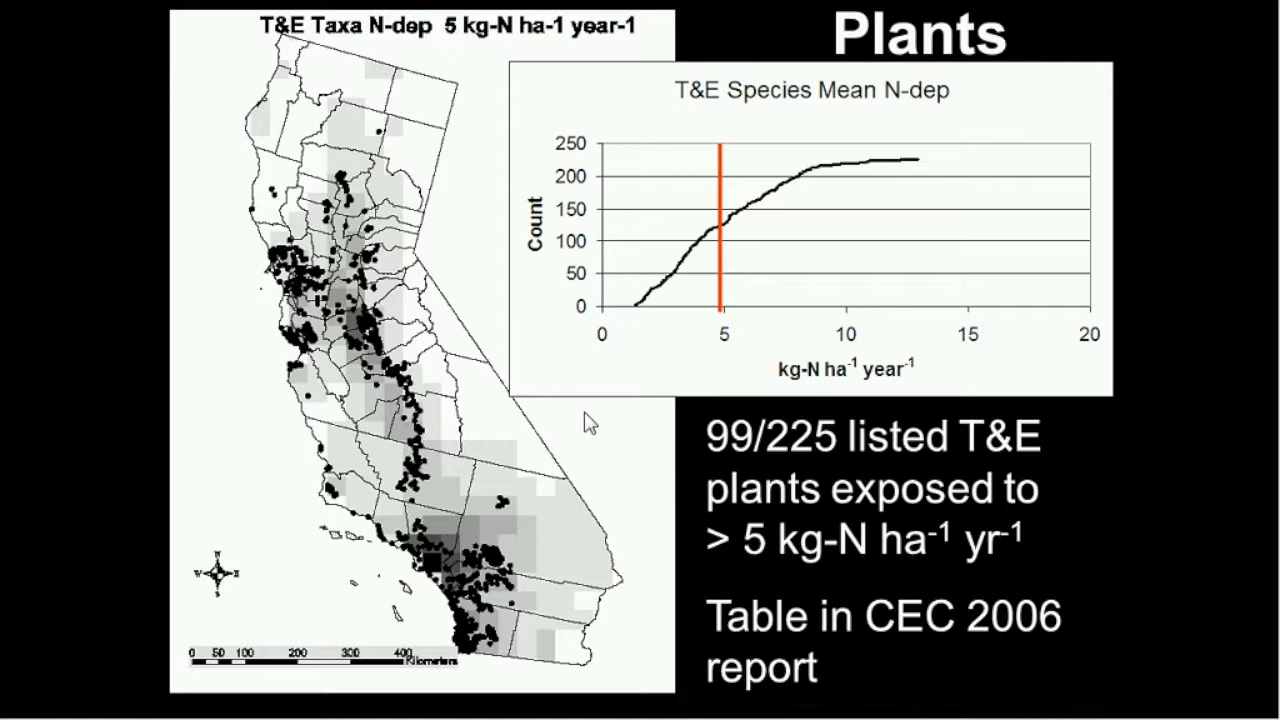 Plants
T&E Taxa N-dep 5 kg-N ha-1 year-1
T&E Species Mean N-dep
250
200
150
100
50
0
Count
0 5 10 15 20
kg-N ha-1 year-1
99/225 listed T&E
plants exposed to
> 5 kg-N ha-1 yr-1
Table in CEC 2006
report
N
W E
S
0 50 100 200 300 400
Kilometers